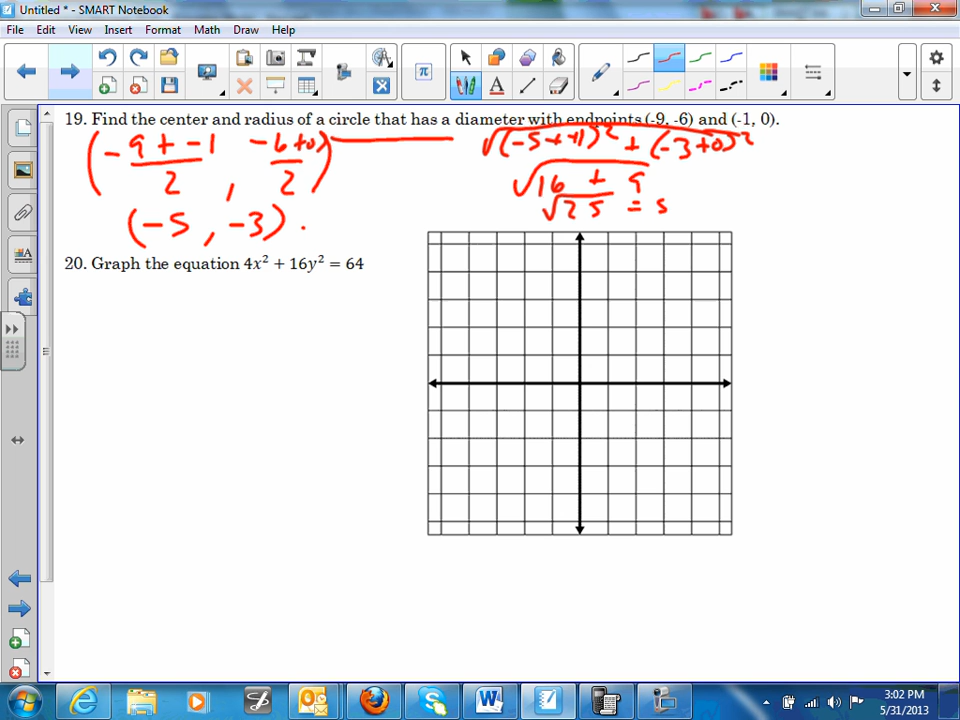 Untitled * - SMART Notebook
File Edit View Insert Format Math Draw Help
π
A
19. Find the center and radius of a circle that has a diameter with endpoints (-9, -6) and (-1, 0).
(-9 + -1 / 2 , -6 + 0 / 2)
√(-5 + +1)² + (-3 + 0)²
√16 + 9
√25 = 5
(-5 , -3) .
20. Graph the equation 4x² + 16y² = 64
3:02 PM
5/31/2013